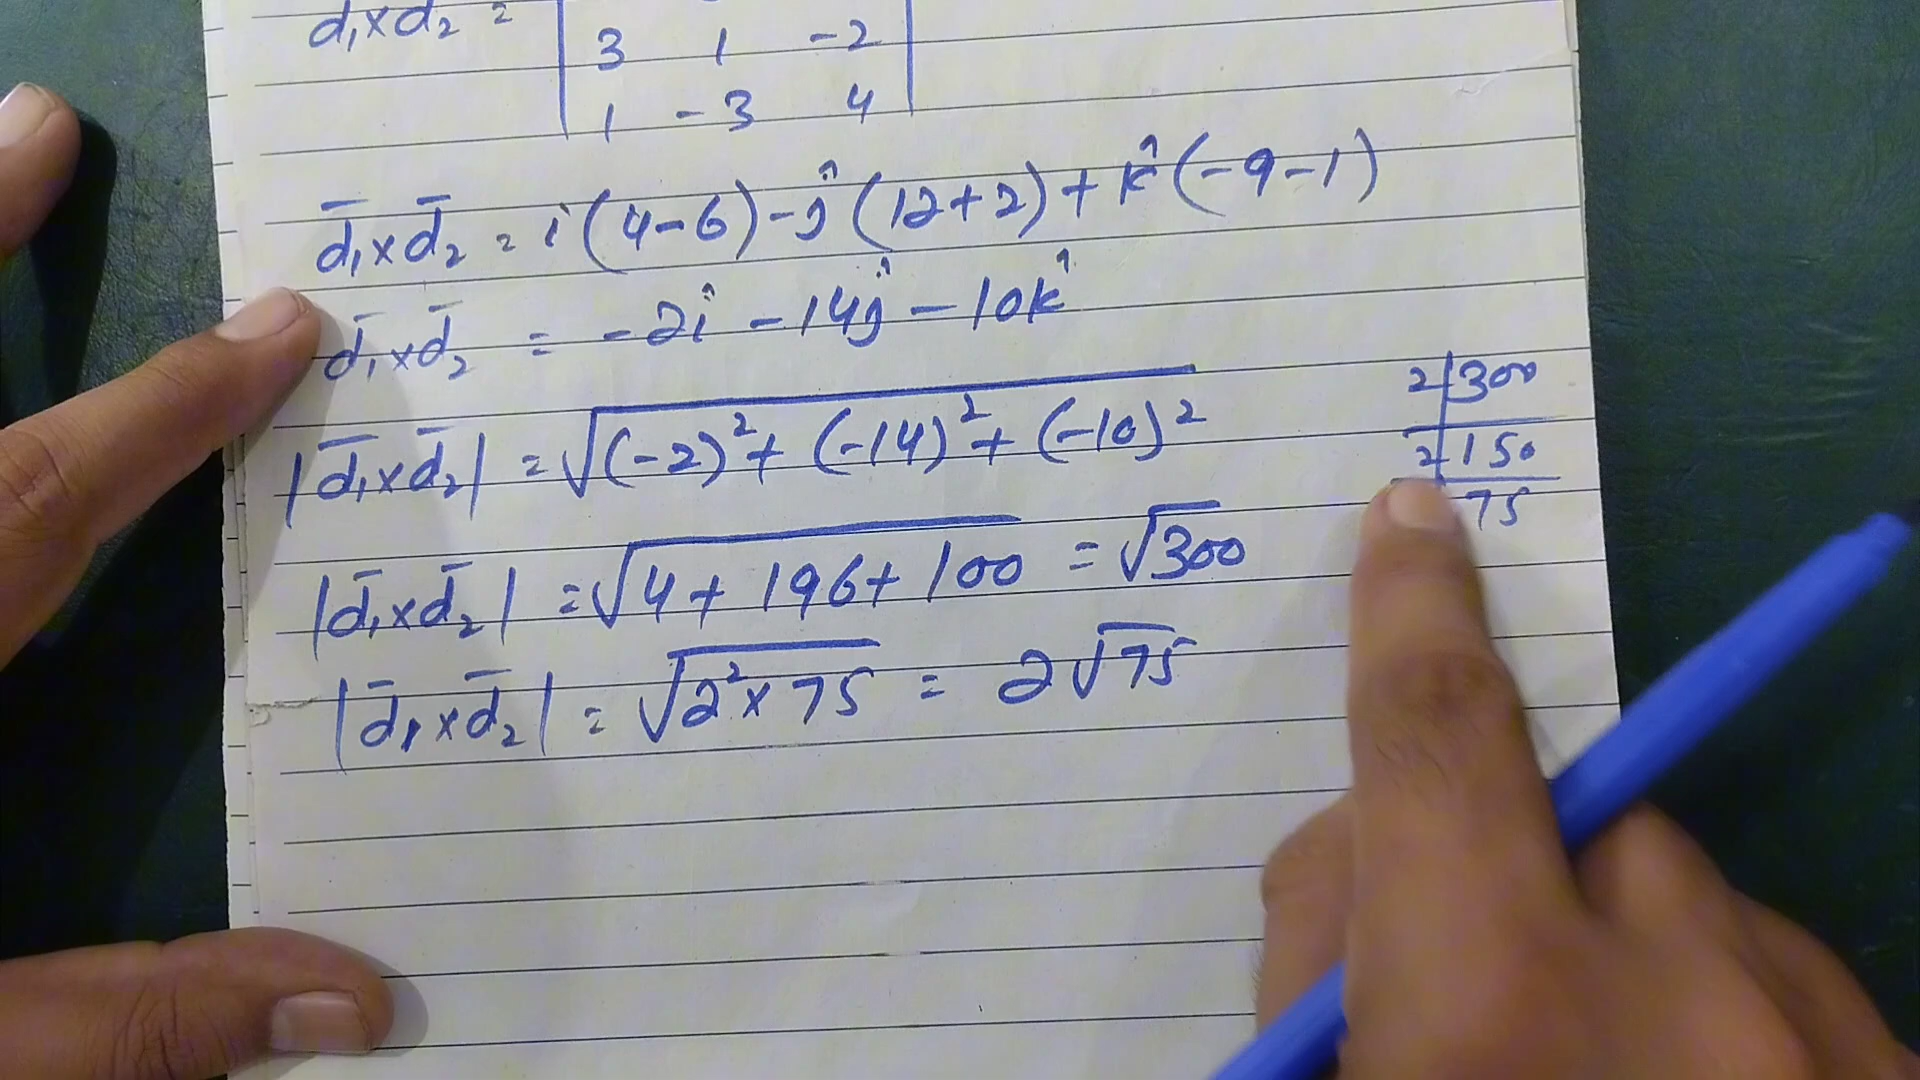 d₁×d₂ =
3 1 -2
1 -3 4
d̄₁×d̄₂ = i(4-6)-ĵ(12+2)+k̂(-9-1)
d̄₁×d̄₂ = -2î -14ĵ -10k̂
|d̄₁×d̄₂| = √((-2)²+(-14)²+(-10)²)
|d̄₁×d̄₂| = √(4+196+100) = √300
|d̄₁×d̄₂| = √(2²×75) = 2√75
2|300
2|150
75